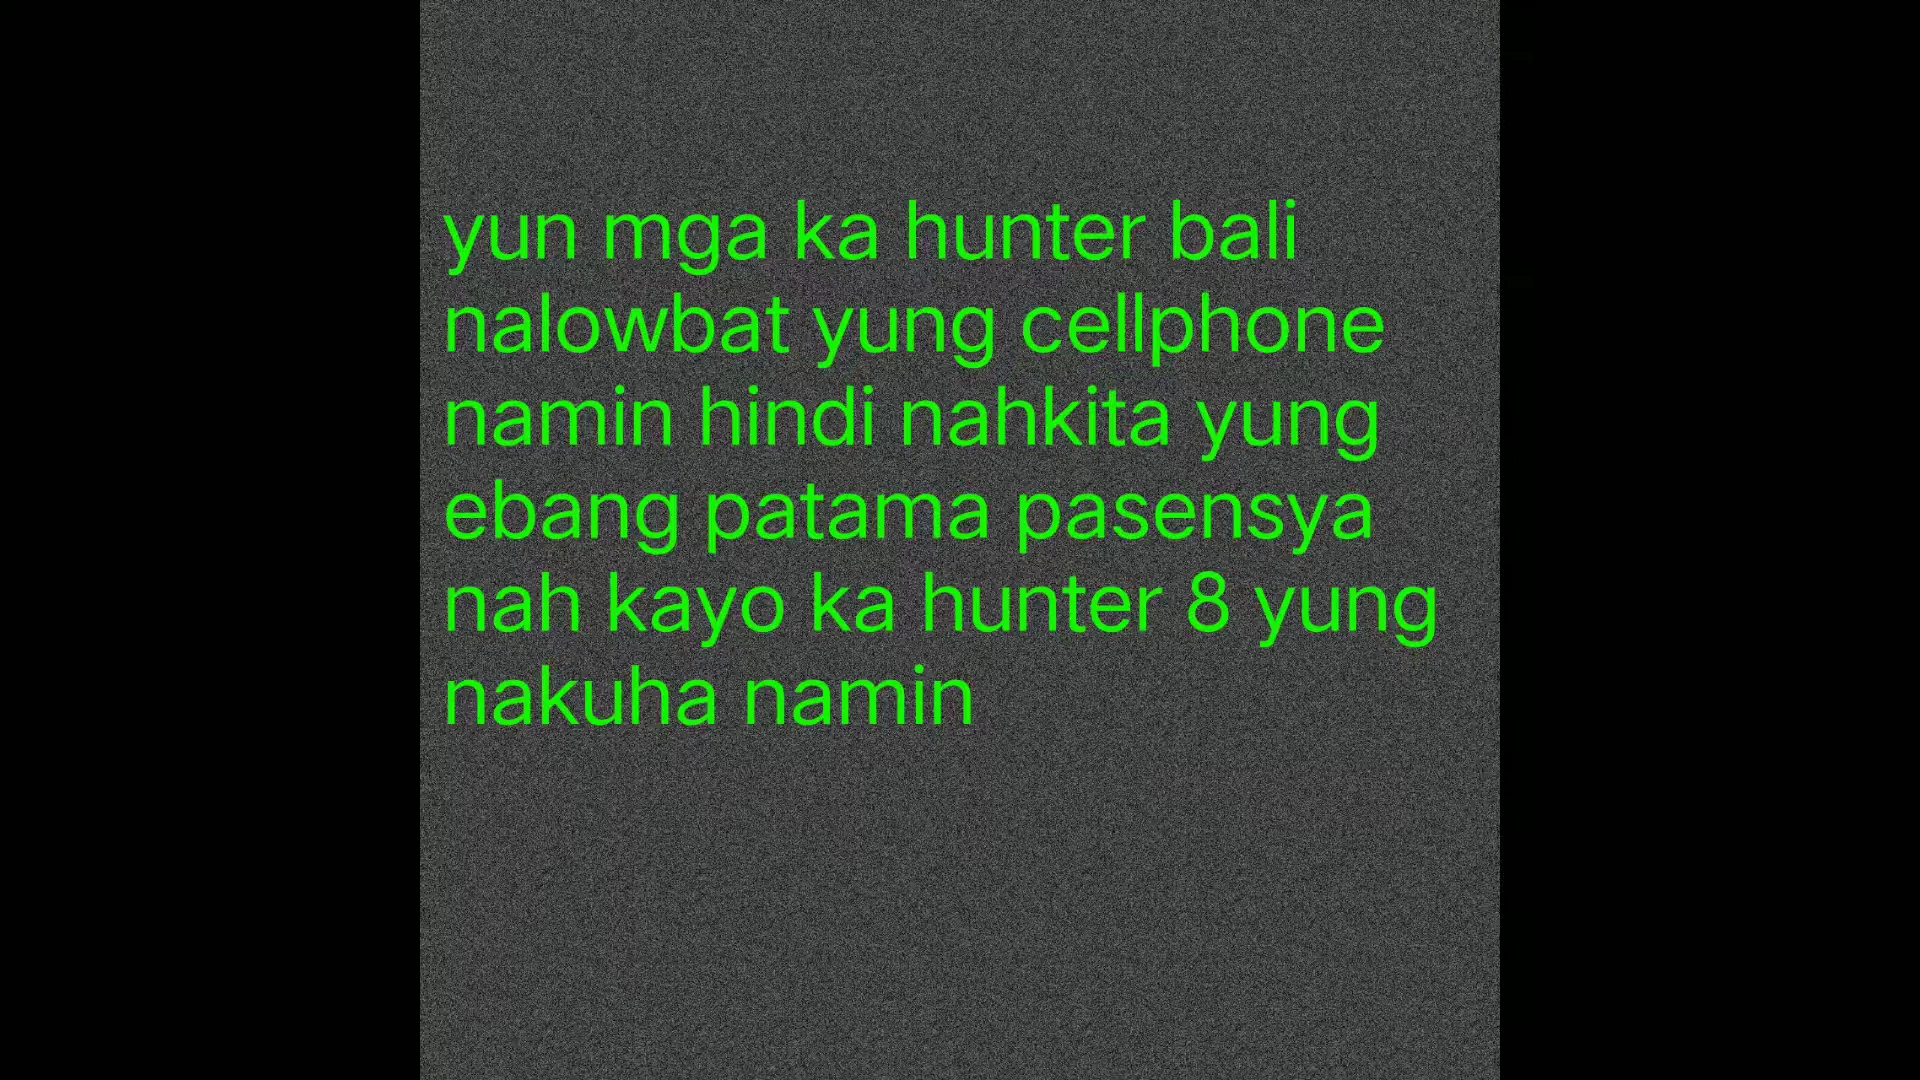 yun mga ka hunter bali
nalowbat yung cellphone
namin hindi nahkita yung
ebang patama pasensya
nah kayo ka hunter 8 yung
nakuha namin